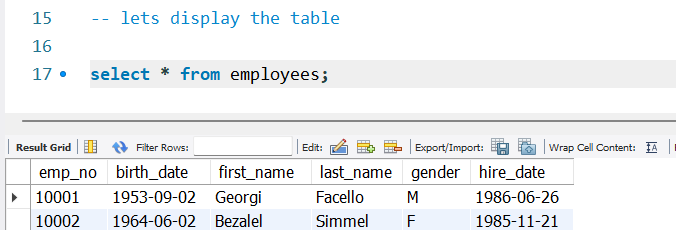 15 -- lets display the table
16
17 select * from employees;
Result Grid Filter Rows: Edit: Export/Import: Wrap Cell Content:
emp_no birth_date first_name last_name gender hire_date
10001 1953-09-02 Georgi Facello M 1986-06-26
10002 1964-06-02 Bezalel Simmel F 1985-11-21